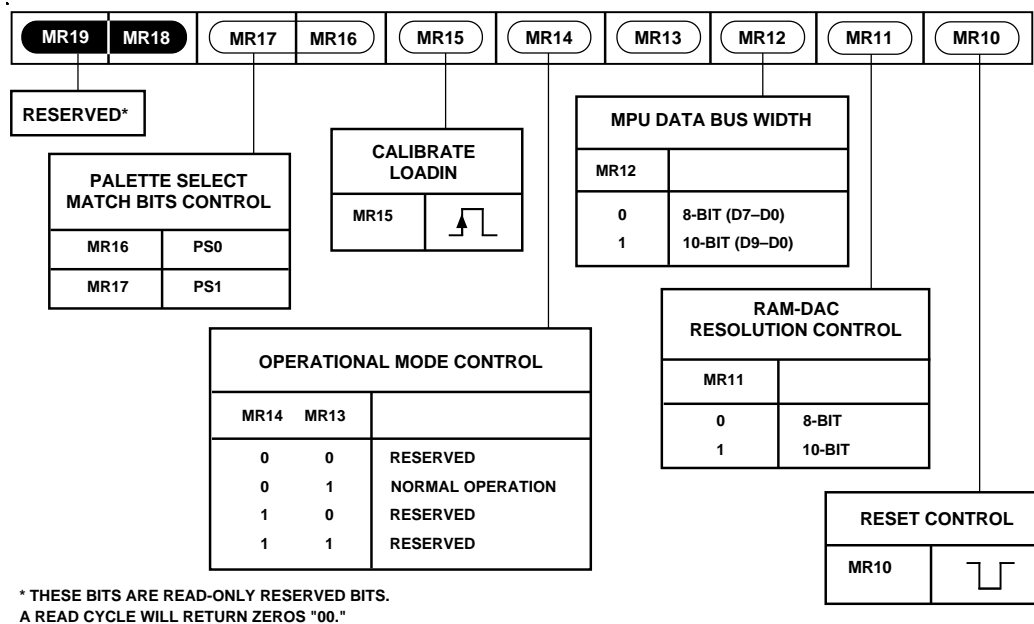 MR19 MR18 MR17 MR16 MR15 MR14 MR13 MR12 MR11 MR10
RESERVED*
PALETTE SELECT
MATCH BITS CONTROL
MR16 PS0
MR17 PS1
CALIBRATE
LOADIN
MR15
MPU DATA BUS WIDTH
MR12
0 8-BIT (D7–D0)
1 10-BIT (D9–D0)
OPERATIONAL MODE CONTROL
MR14 MR13
0 0 RESERVED
0 1 NORMAL OPERATION
1 0 RESERVED
1 1 RESERVED
RAM-DAC
RESOLUTION CONTROL
MR11
0 8-BIT
1 10-BIT
RESET CONTROL
MR10
* THESE BITS ARE READ-ONLY RESERVED BITS.
A READ CYCLE WILL RETURN ZEROS "00."